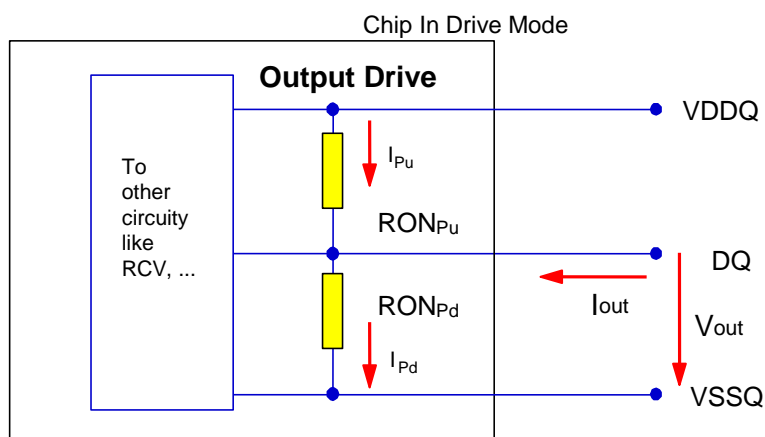 Chip In Drive Mode
Output Drive
VDDQ
To
other
circuity
like
RCV, ...
IPu
RONPu
DQ
Iout
RONPd
Vout
IPd
VSSQ